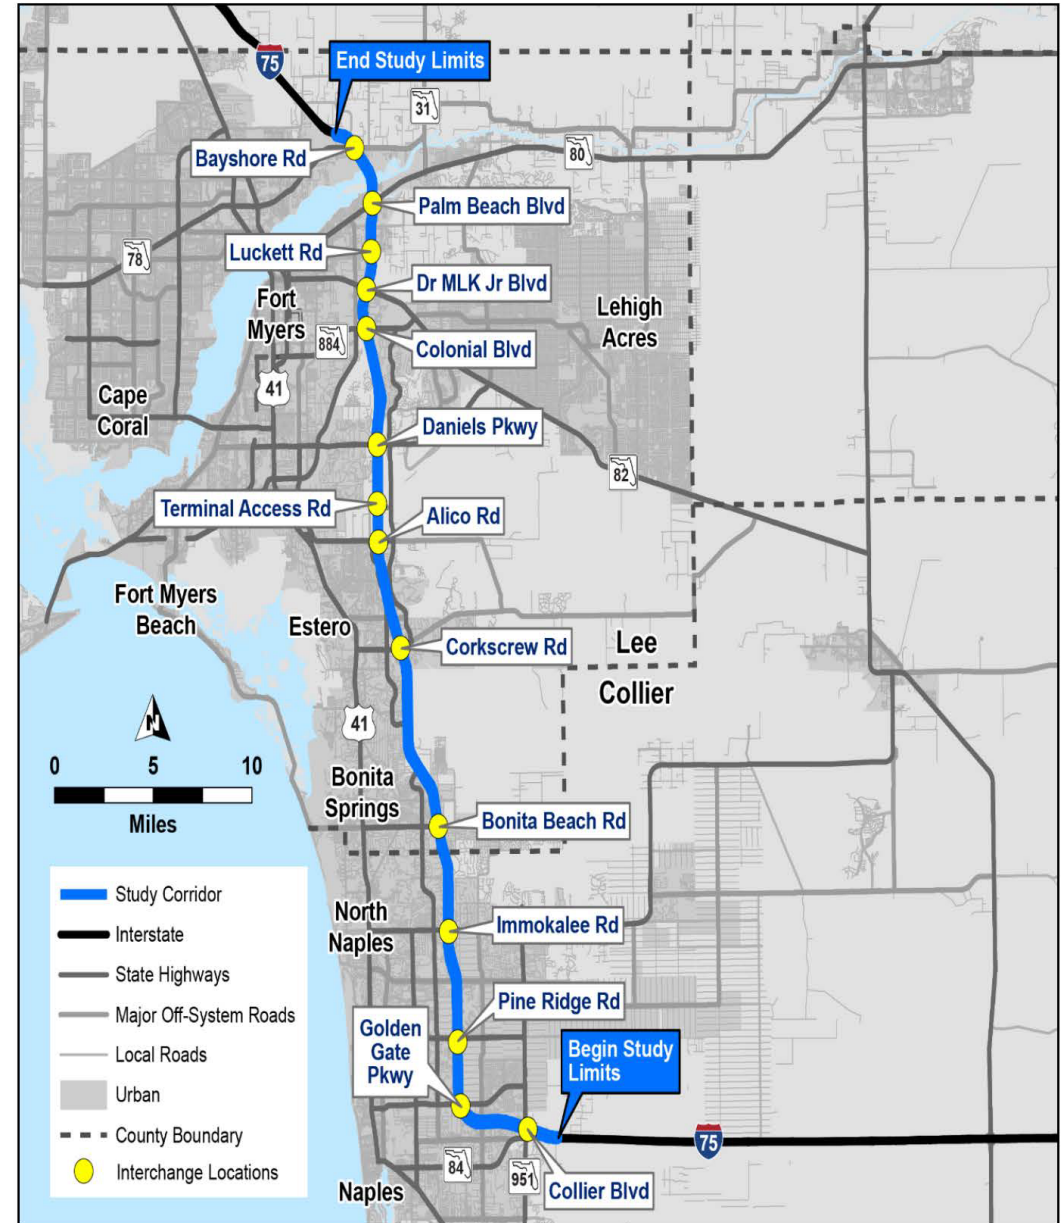 75
End Study Limits
31
Bayshore Rd
80
Palm Beach Blvd
Luckett Rd
78
Dr MLK Jr Blvd
Fort
Myers
Lehigh
Acres
884
Colonial Blvd
41
Cape
Coral
Daniels Pkwy
82
Terminal Access Rd
Alico Rd
Fort Myers
Beach
Estero
Corkscrew Rd
Lee
Collier
N
41
0 5 10
Miles
Bonita
Springs
Bonita Beach Rd
Study Corridor
Interstate
State Highways
Major Off-System Roads
Local Roads
Urban
County Boundary
Interchange Locations
North
Naples
Immokalee Rd
Pine Ridge Rd
Golden
Gate
Pkwy
Begin Study
Limits
75
84
951
Collier Blvd
Naples